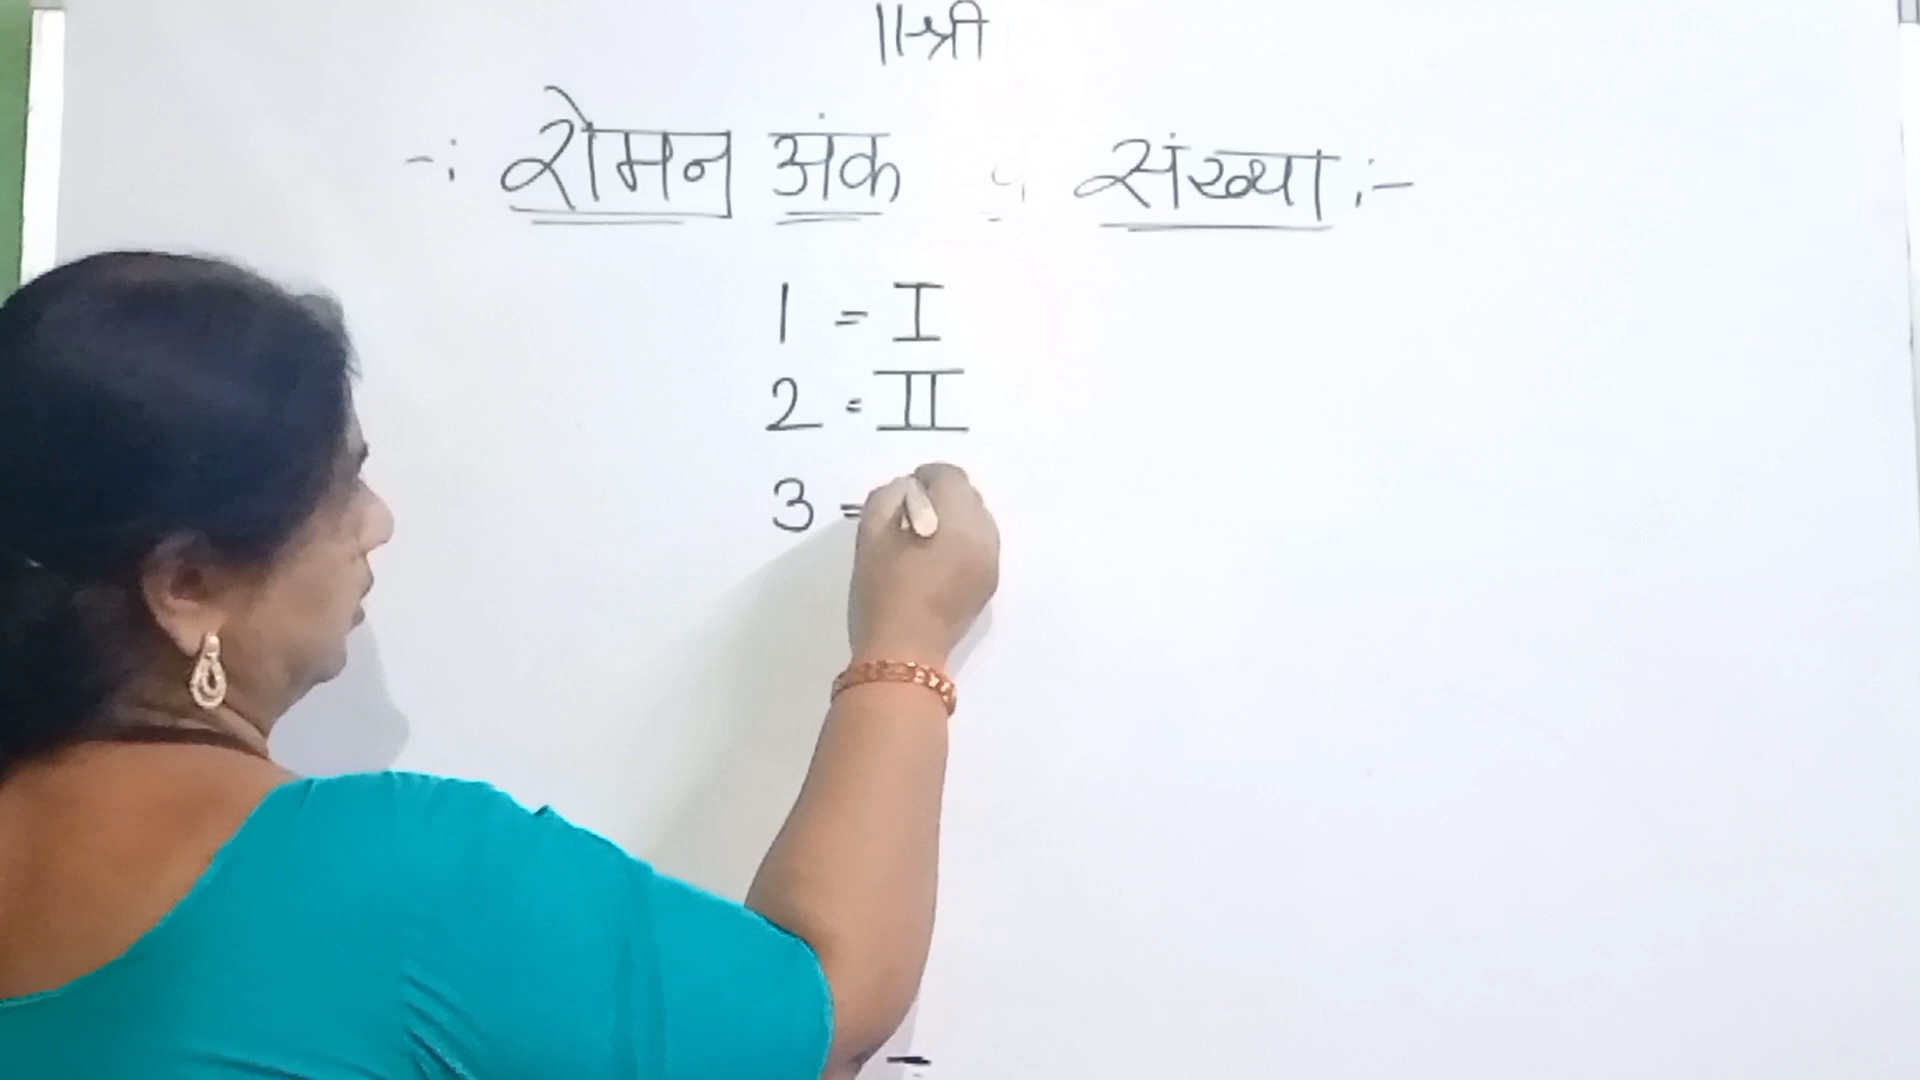 ॥श्री
-: रोमन अंक व संख्या :-
1 = I
2 = II
3 =